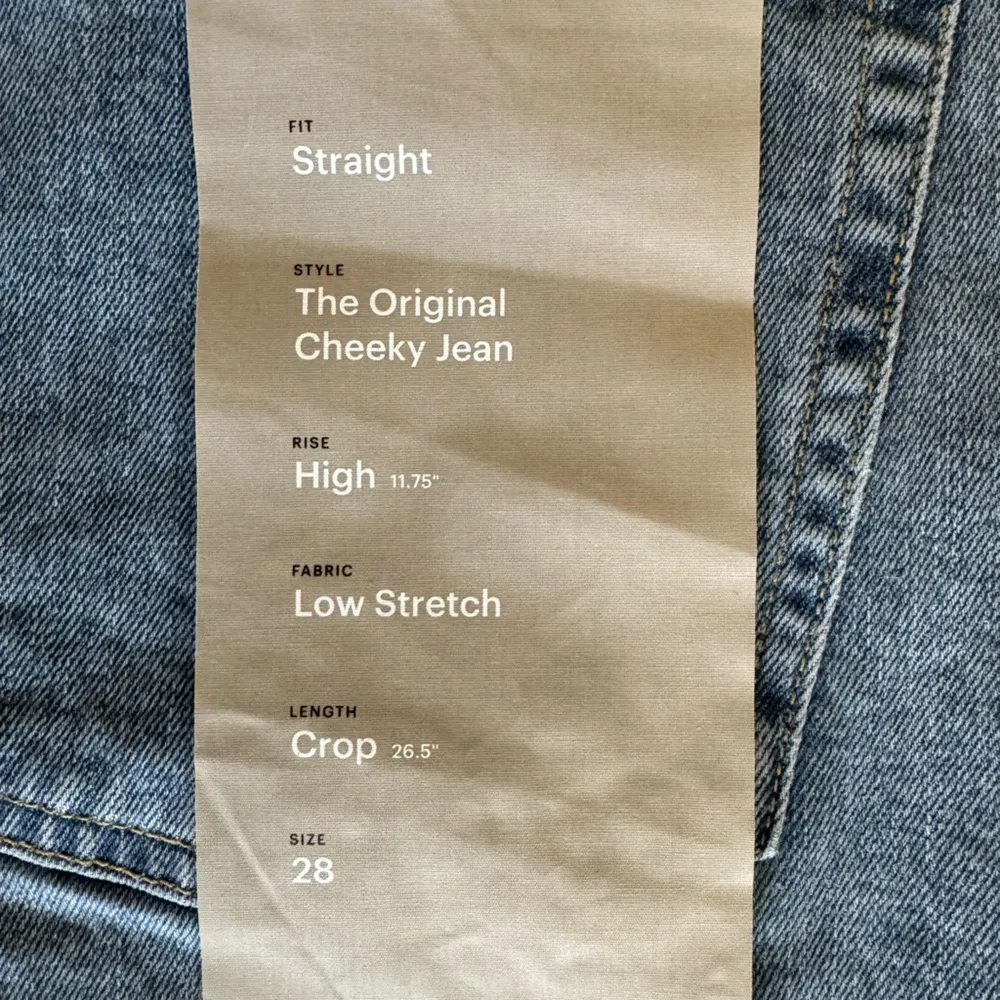 FIT
Straight
STYLE
The Original
Cheeky Jean
RISE
High 11.75"
FABRIC
Low Stretch
LENGTH
Crop 26.5"
SIZE
28